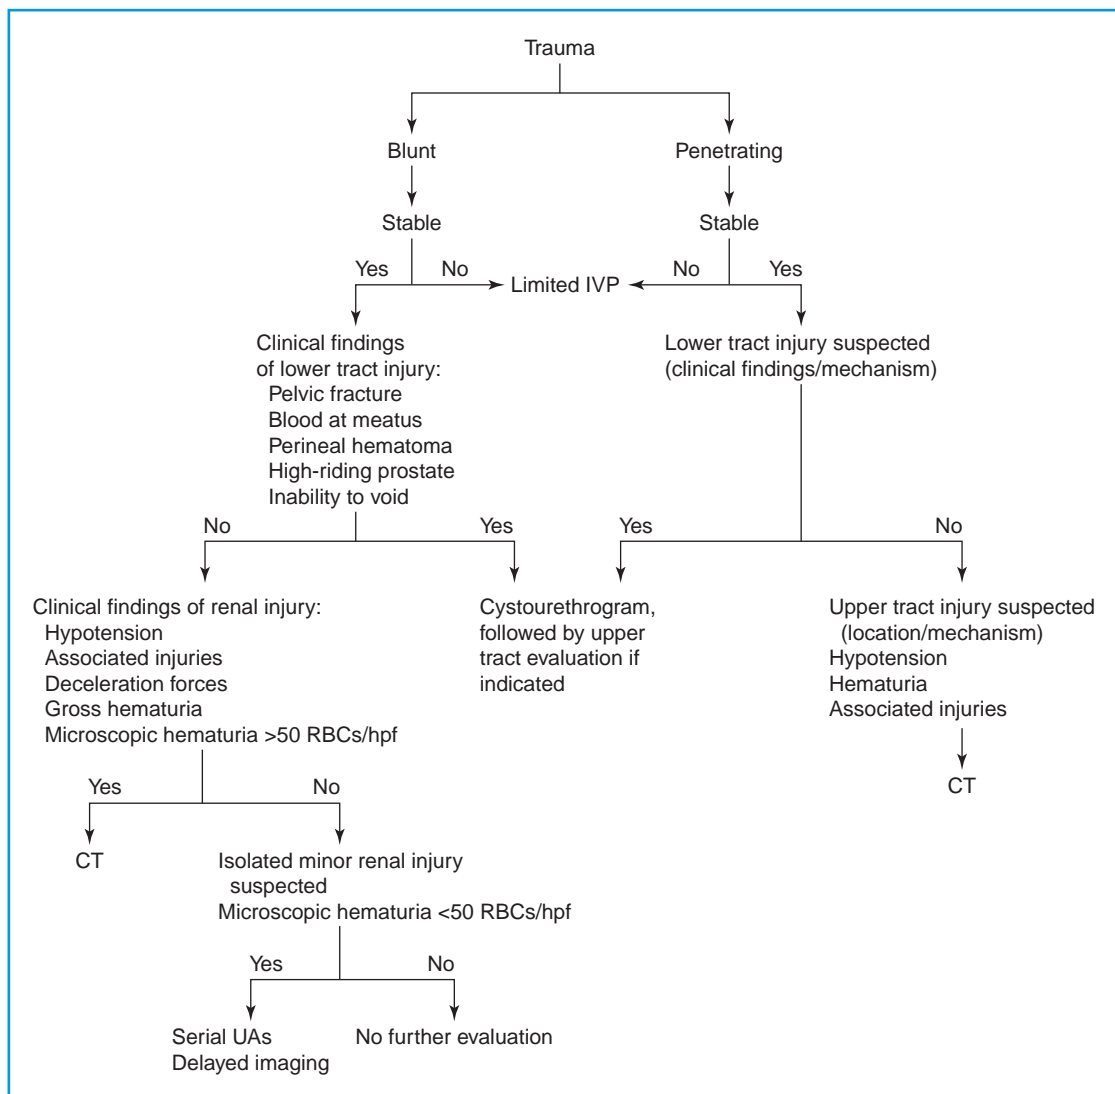 Trauma
Blunt
Penetrating
Stable
Stable
Yes
No
Limited IVP
No
Yes
Clinical findings
of lower tract injury:
Pelvic fracture
Blood at meatus
Perineal hematoma
High-riding prostate
Inability to void
Lower tract injury suspected
(clinical findings/mechanism)
No
Yes
Yes
No
Clinical findings of renal injury:
Hypotension
Associated injuries
Deceleration forces
Gross hematuria
Microscopic hematuria >50 RBCs/hpf
Cystourethrogram,
followed by upper
tract evaluation if
indicated
Upper tract injury suspected
(location/mechanism)
Hypotension
Hematuria
Associated injuries
Yes
No
CT
CT
Isolated minor renal injury
suspected
Microscopic hematuria <50 RBCs/hpf
Yes
No
Serial UAs
Delayed imaging
No further evaluation